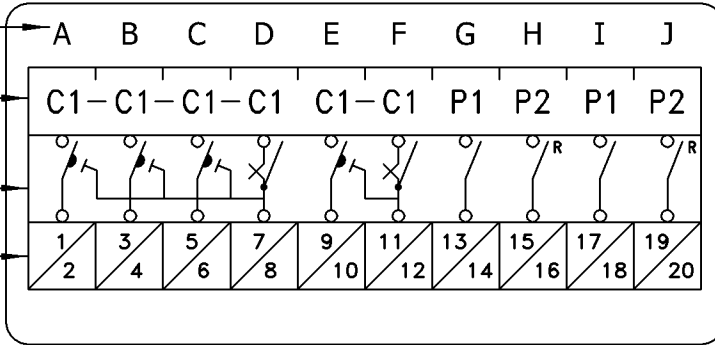 A B C D E F G H I J
C1-C1-C1-C1 C1-C1 P1 P2 P1 P2
R R
1 3 5 7 9 11 13 15 17 19
2 4 6 8 10 12 14 16 18 20